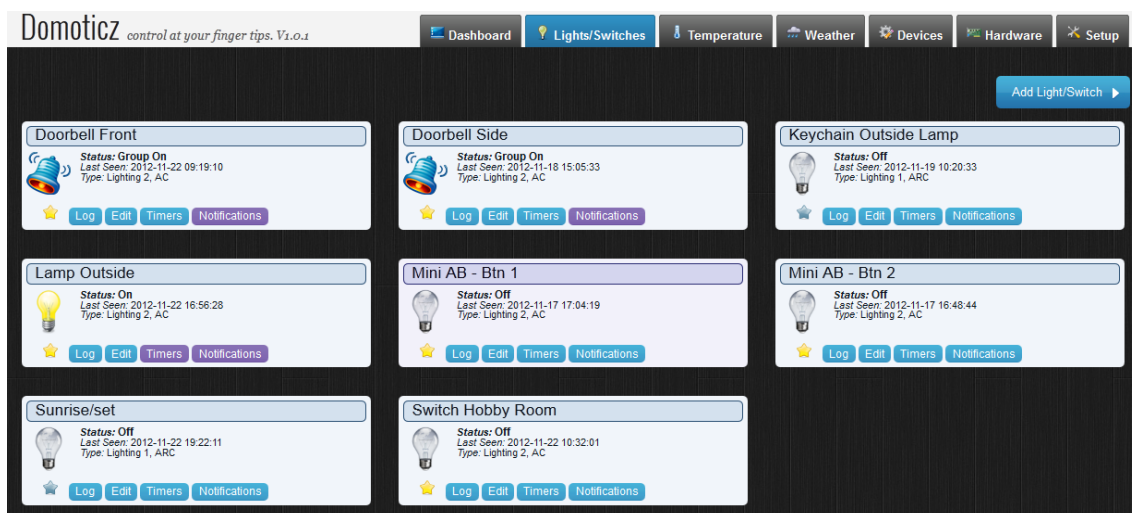 Domoticz control at your finger tips. V1.0.1
Dashboard Lights/Switches Temperature Weather Devices Hardware Setup
Add Light/Switch
Doorbell Front
Status: Group On
Last Seen: 2012-11-22 09:19:10
Type: Lighting 2, AC
Log Edit Timers Notifications
Doorbell Side
Status: Group On
Last Seen: 2012-11-18 15:05:33
Type: Lighting 2, AC
Log Edit Timers Notifications
Keychain Outside Lamp
Status: Off
Last Seen: 2012-11-19 10:20:33
Type: Lighting 1, ARC
Log Edit Timers Notifications
Lamp Outside
Status: On
Last Seen: 2012-11-22 16:56:28
Type: Lighting 2, AC
Log Edit Timers Notifications
Mini AB - Btn 1
Status: Off
Last Seen: 2012-11-17 17:04:19
Type: Lighting 2, AC
Log Edit Timers Notifications
Mini AB - Btn 2
Status: Off
Last Seen: 2012-11-17 16:48:44
Type: Lighting 2, AC
Log Edit Timers Notifications
Sunrise/set
Status: Off
Last Seen: 2012-11-22 19:22:11
Type: Lighting 1, ARC
Log Edit Timers Notifications
Switch Hobby Room
Status: Off
Last Seen: 2012-11-22 10:32:01
Type: Lighting 2, AC
Log Edit Timers Notifications